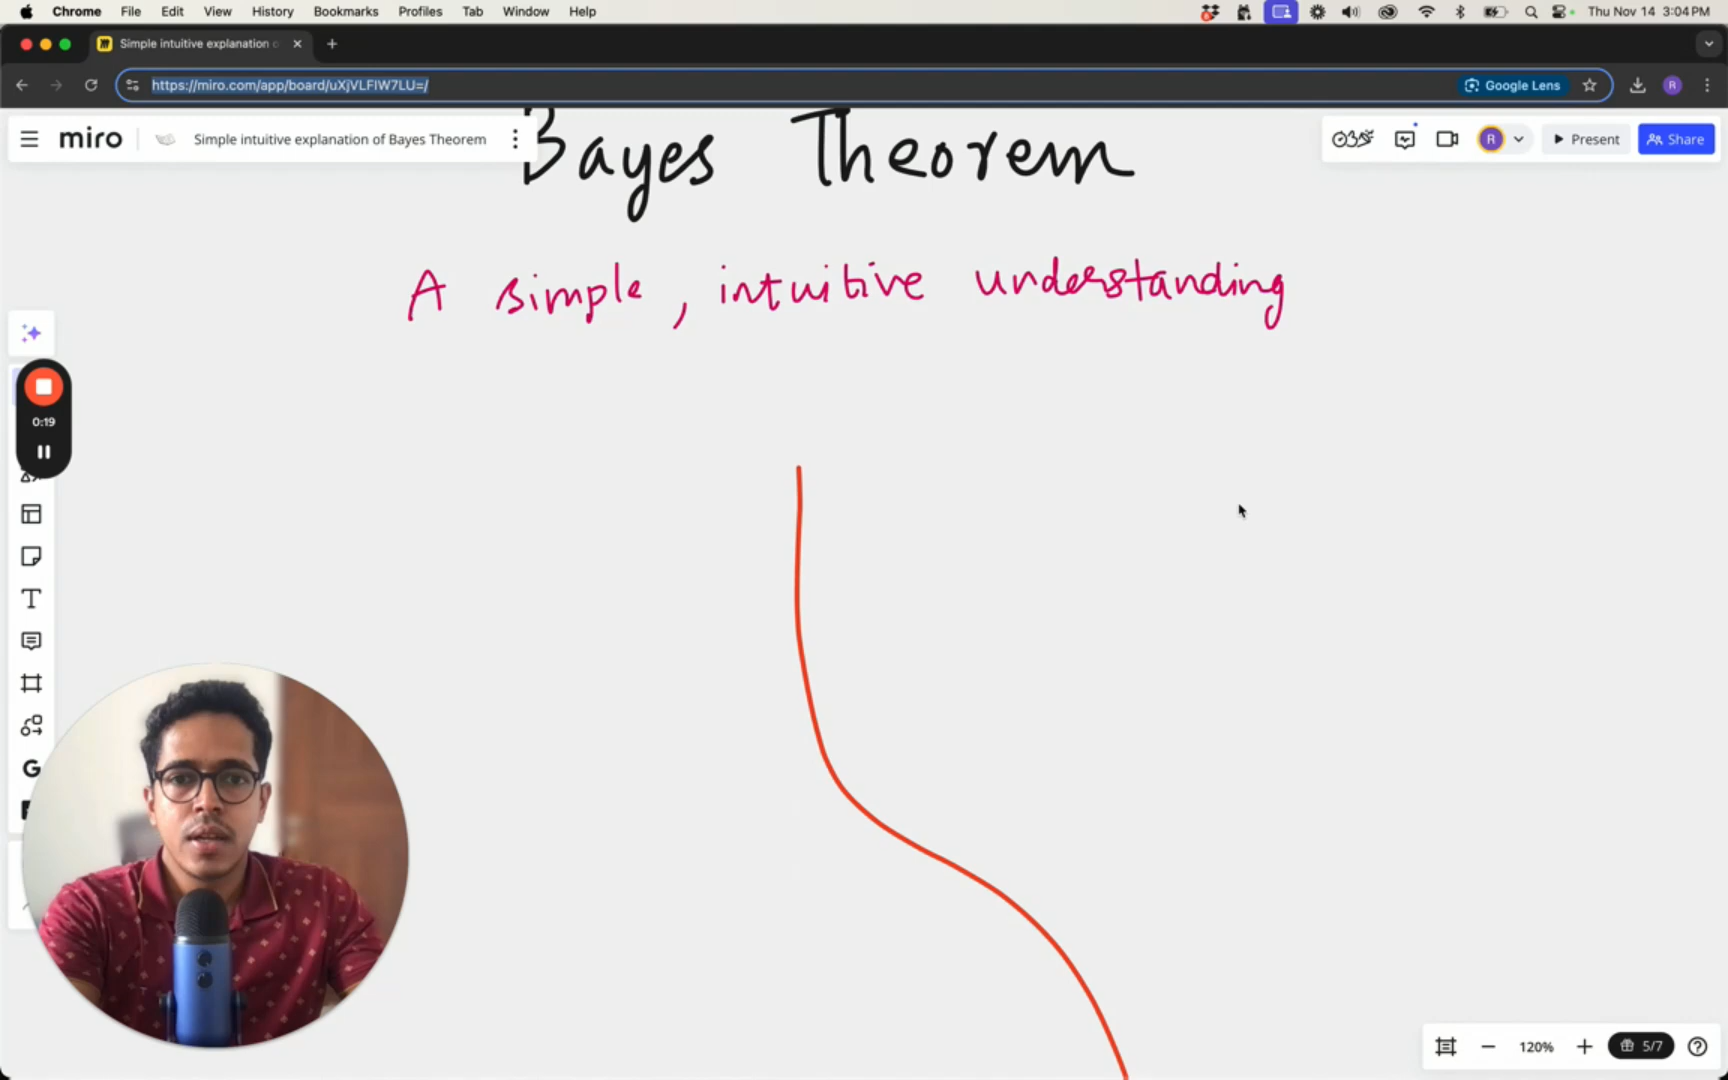 Chrome File Edit View History Bookmarks Profiles Tab Window Help Thu Nov 14 3:04 PM
Simple intuitive explanation o
https://miro.com/app/board/uXjVLFIW7LU=/ Google Lens R
miro Simple intuitive explanation of Bayes Theorem R Present Share
Bayes Theorem
A simple, intuitive understanding
0:19
T
G
120% 5/7